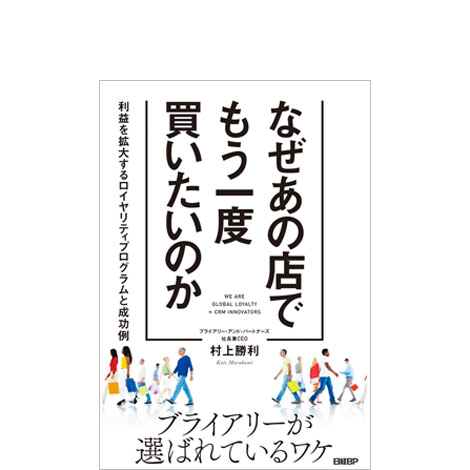 なぜあの店で
もう一度
買いたいのか
利益を拡大するロイヤリティプログラムと成功例
WE ARE
GLOBAL LOYALTY
+ CRM INNOVATORS
ブライアリー・アンド・パートナーズ
社長兼CEO
村上勝利
Kats Murakami
ブライアリーが
選ばれているワケ
日経BP